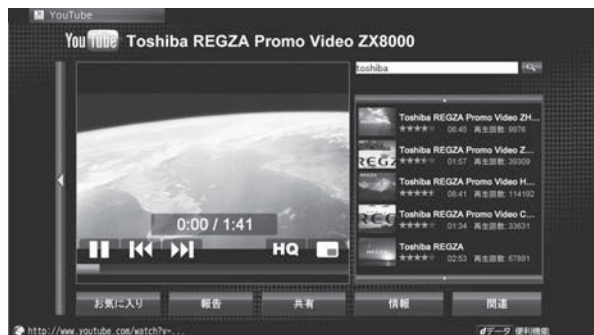 YouTube
YouTube Toshiba REGZA Promo Video ZX8000
toshiba
Toshiba REGZA Promo Video ZH...
06:45 再生回数: 9976
Toshiba REGZA Promo Video Z...
01:57 再生回数: 39309
Toshiba REGZA Promo Video H...
06:41 再生回数: 114192
Toshiba REGZA Promo Video C...
01:34 再生回数: 33631
Toshiba REGZA
02:53 再生回数: 67891
0:00 / 1:41
HQ
お気に入り 報告 共有 情報 関連
http://www.youtube.com/watch?v=...
dデータ 便利機能